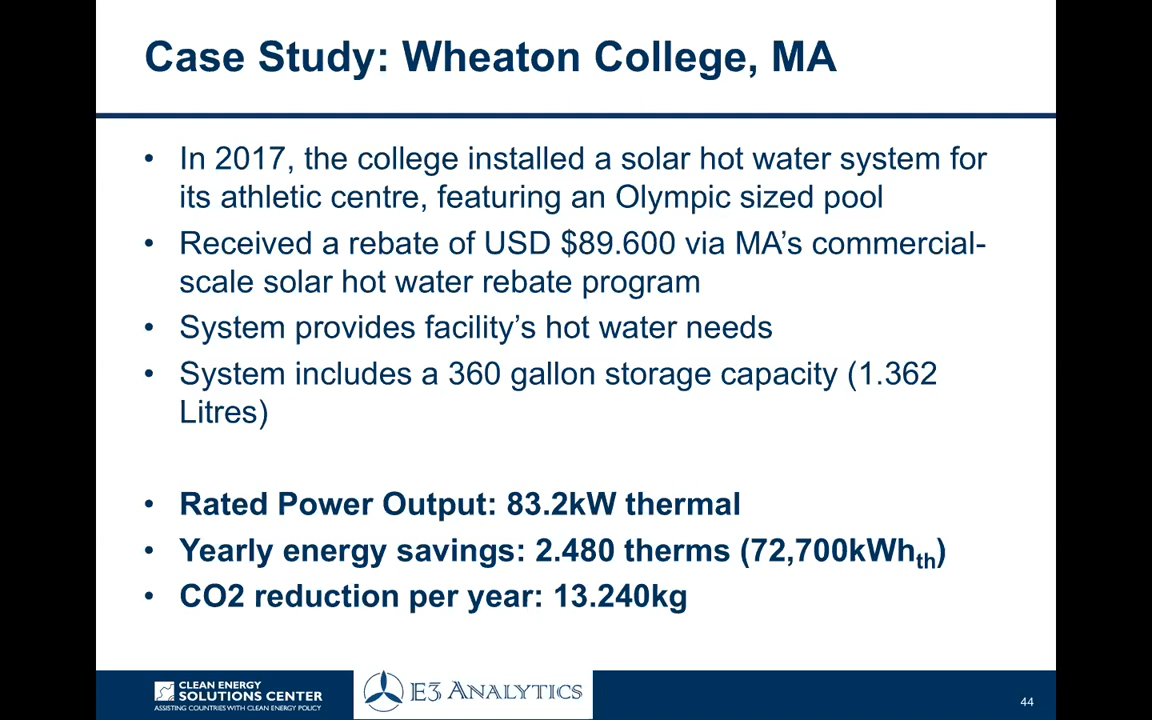 Case Study: Wheaton College, MA
• In 2017, the college installed a solar hot water system for
its athletic centre, featuring an Olympic sized pool
• Received a rebate of USD $89.600 via MA’s commercial-
scale solar hot water rebate program
• System provides facility’s hot water needs
• System includes a 360 gallon storage capacity (1.362
Litres)
• Rated Power Output: 83.2kW thermal
• Yearly energy savings: 2.480 therms (72,700kWhth)
• CO2 reduction per year: 13.240kg
CLEAN ENERGY
SOLUTIONS CENTER
ASSISTING COUNTRIES WITH CLEAN ENERGY POLICY
E3 ANALYTICS
44